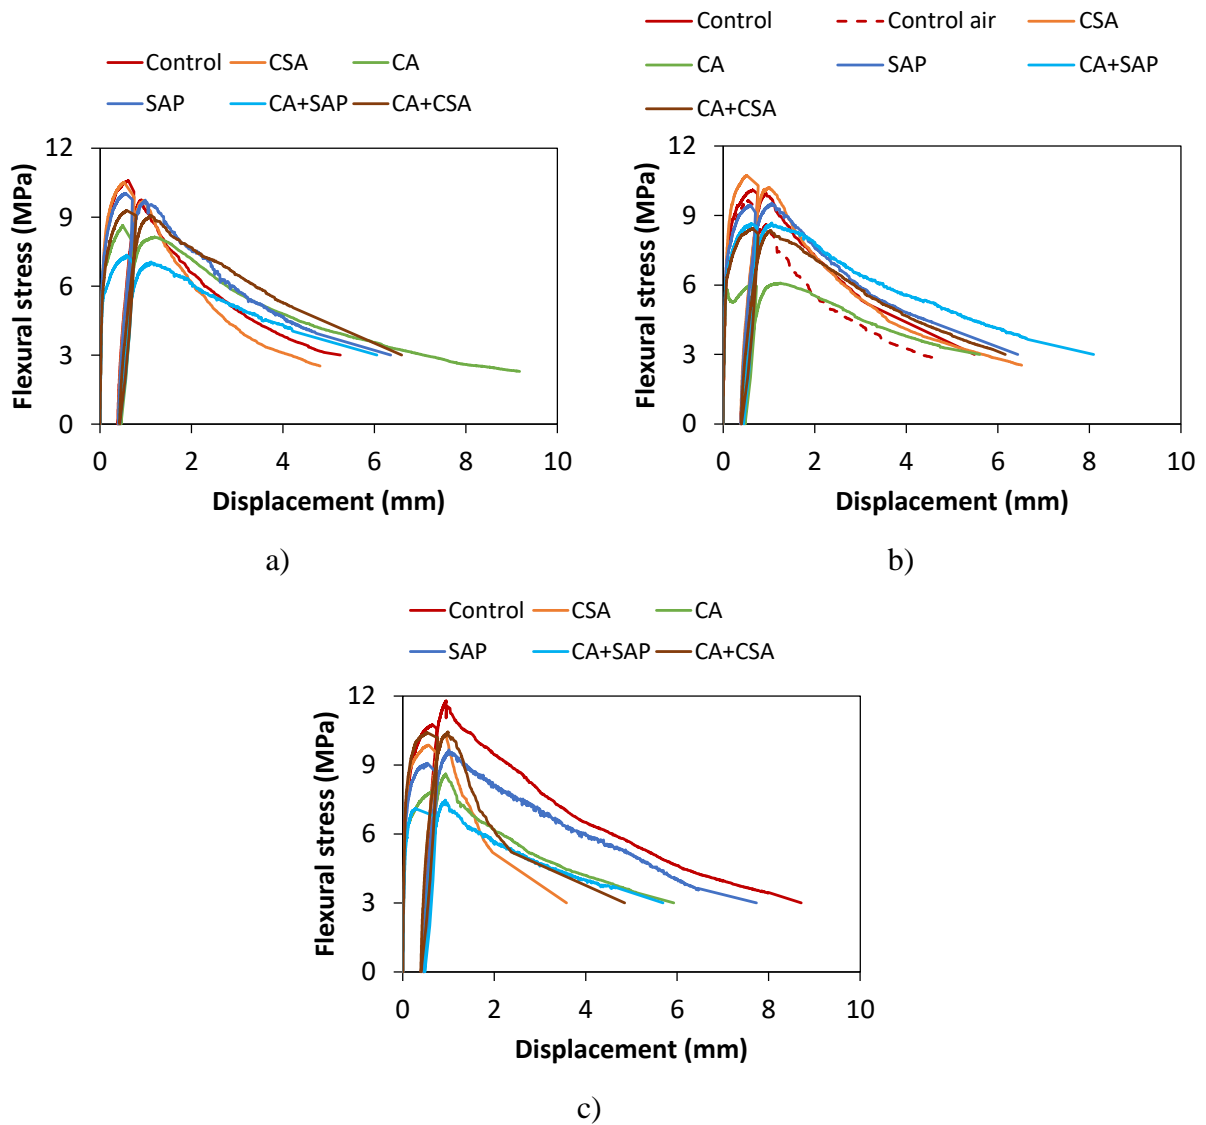 Control CSA CA
SAP CA+SAP CA+CSA
12
9
6
3
0
Flexural stress (MPa)
0 2 4 6 8 10
Displacement (mm)
a)
Control Control air CSA
CA SAP CA+SAP
CA+CSA
12
9
6
3
0
Flexural stress (MPa)
0 2 4 6 8 10
Displacement (mm)
b)
Control CSA CA
SAP CA+SAP CA+CSA
12
9
6
3
0
Flexural stress (MPa)
0 2 4 6 8 10
Displacement (mm)
c)